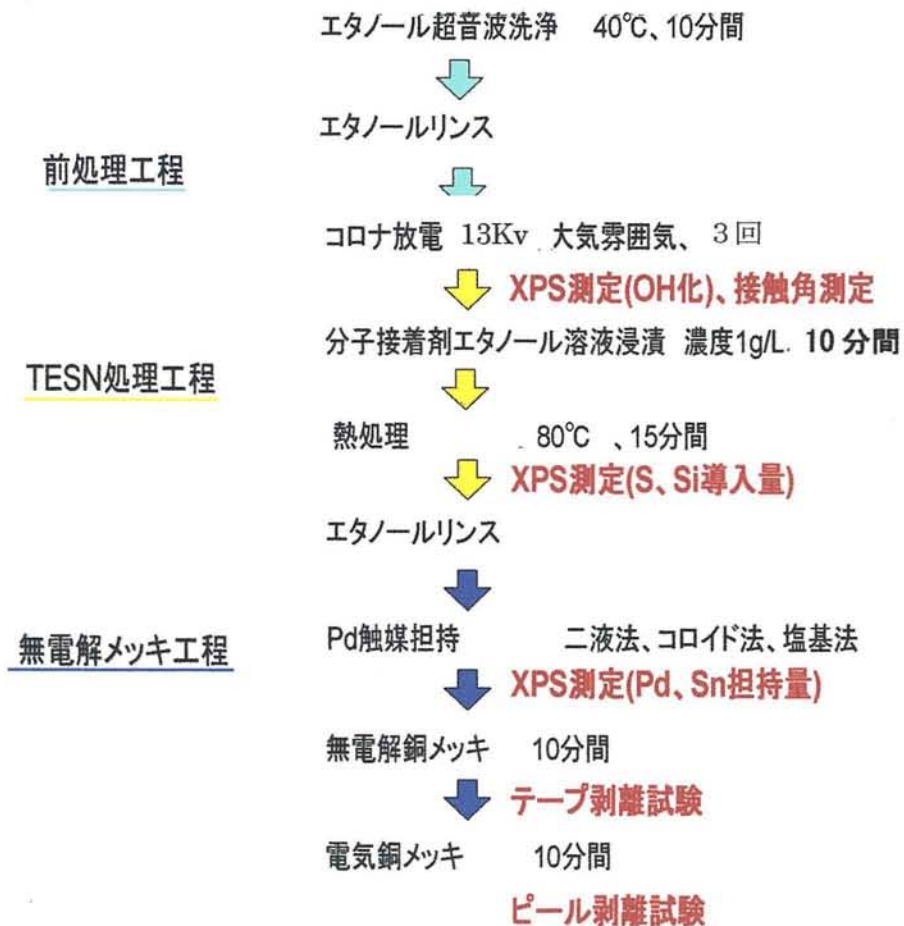 エタノール超音波洗浄 40℃、10分間
エタノールリンス
前処理工程
コロナ放電 13Kv 大気雰囲気、3回
XPS測定(OH化)、接触角測定
分子接着剤エタノール溶液浸漬 濃度1g/L. 10分間
TESN処理工程
熱処理 80℃、15分間
XPS測定(S、Si導入量)
エタノールリンス
無電解メッキ工程
Pd触媒担持 二液法、コロイド法、塩基法
XPS測定(Pd、Sn担持量)
無電解銅メッキ 10分間
テープ剥離試験
電気銅メッキ 10分間
ピール剥離試験